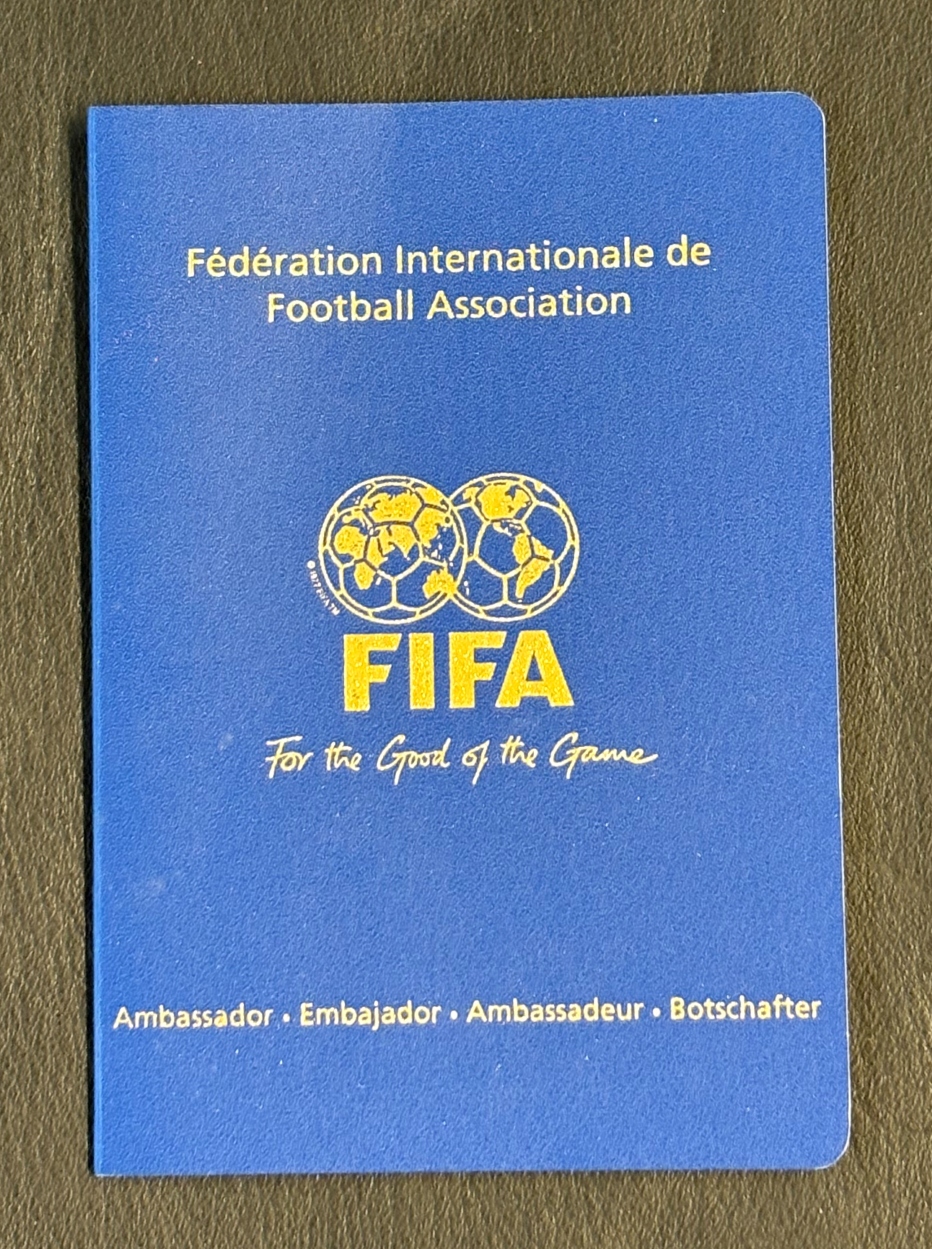 Fédération Internationale de
Football Association
FIFA
For the Good of the Game
Ambassador • Embajador • Ambassadeur • Botschafter